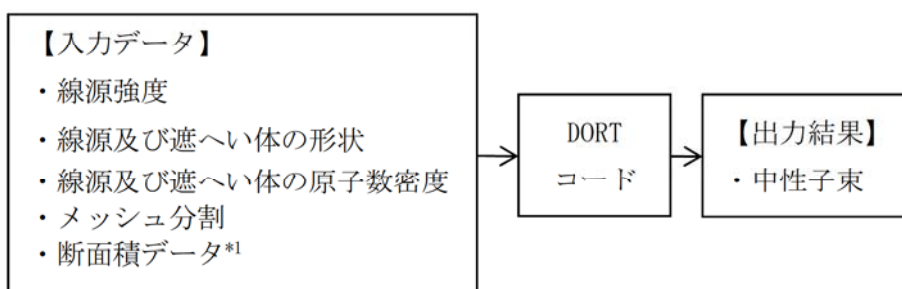 【入力データ】
・線源強度
・線源及び遮へい体の形状
・線源及び遮へい体の原子数密度
・メッシュ分割
・断面積データ*1
DORT
コード
【出力結果】
・中性子束